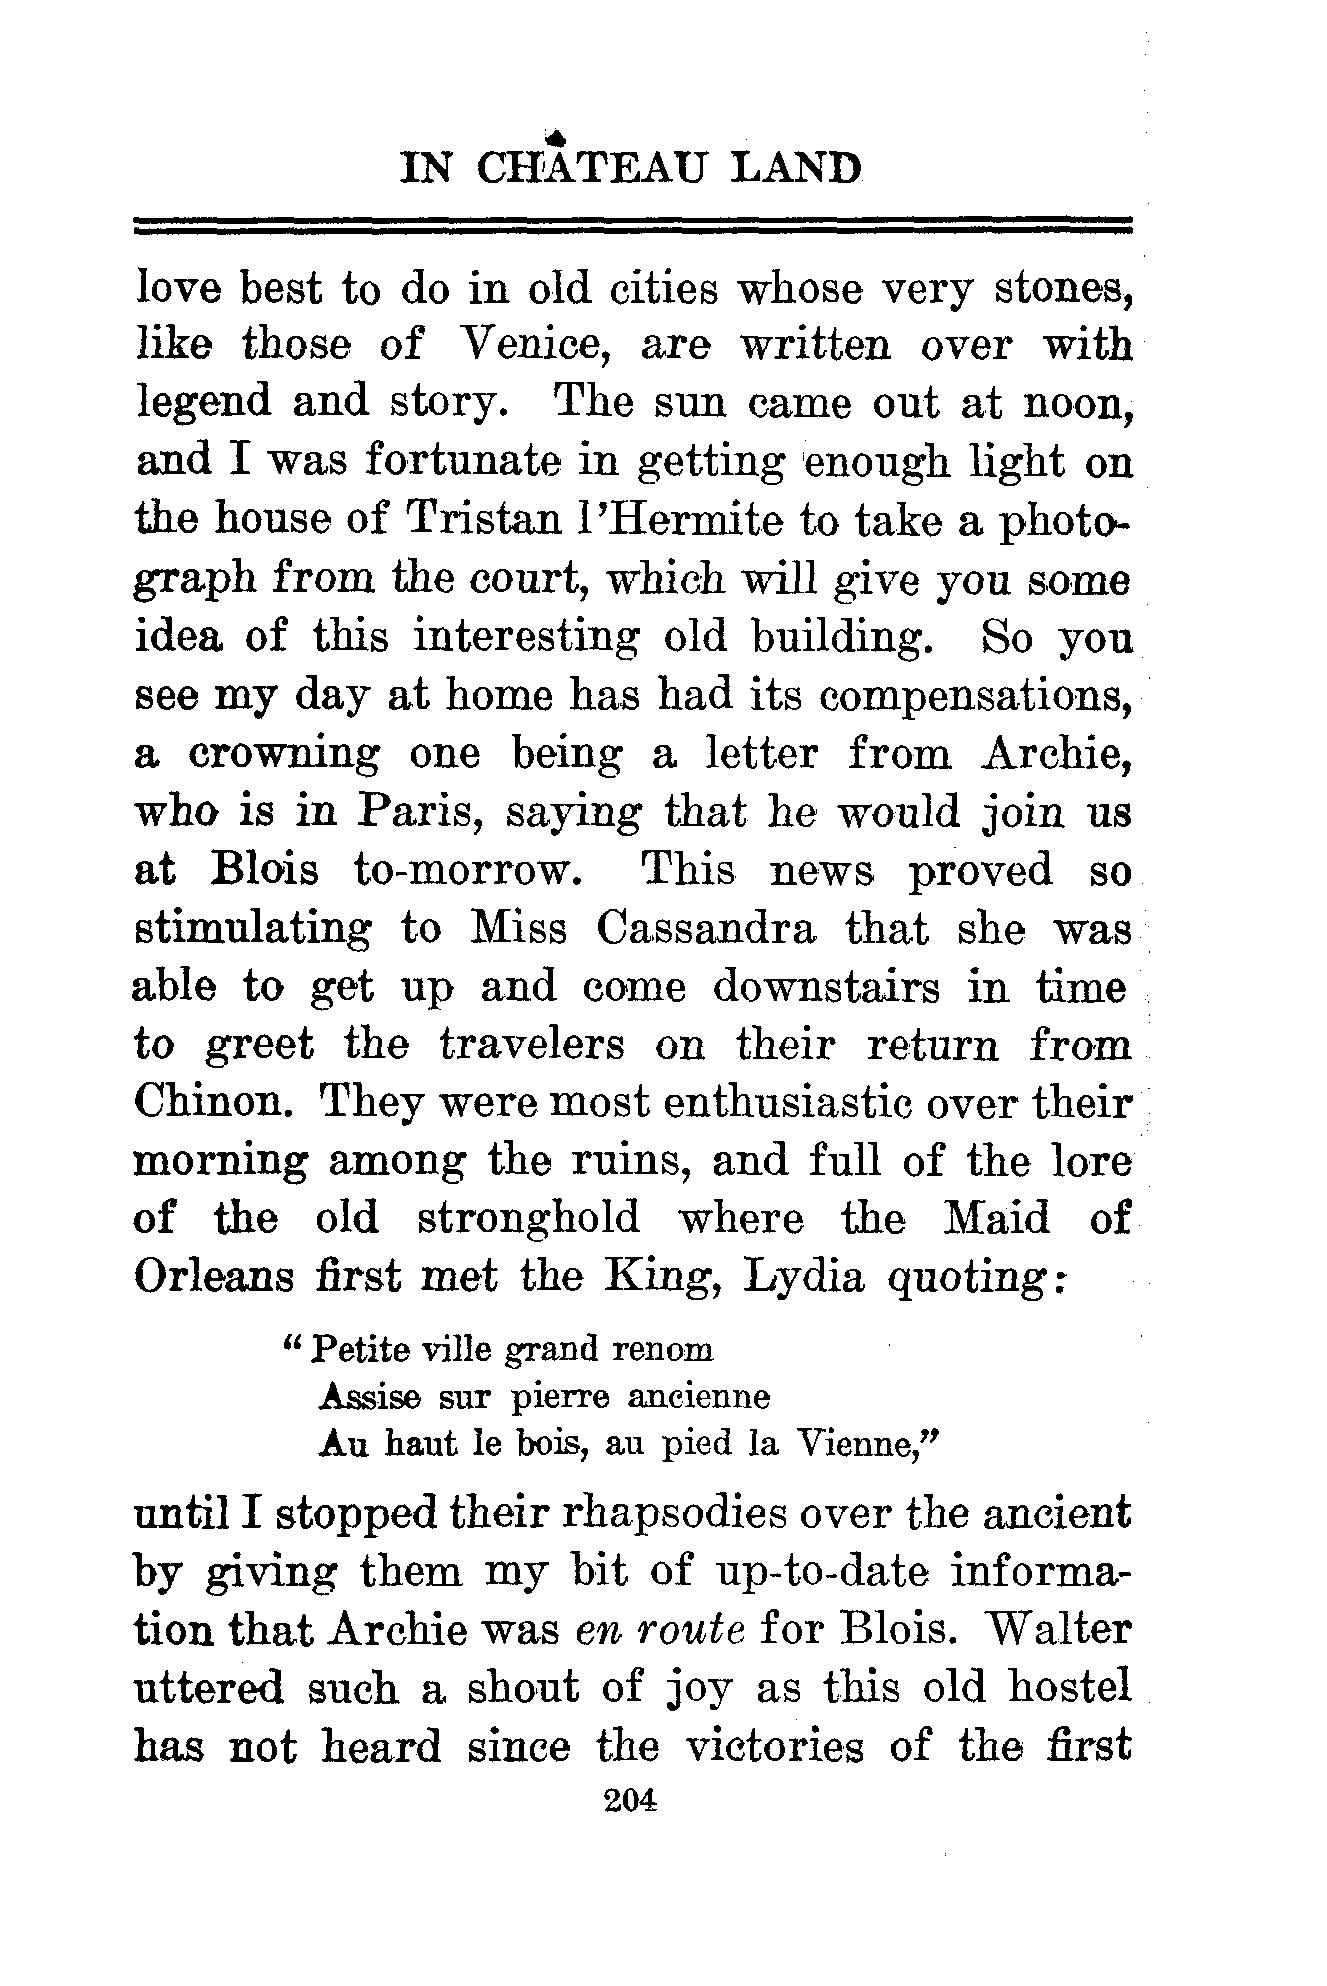 IN CHÂTEAU LAND
love best to do in old cities whose very stones,
like those of Venice, are written over with
legend and story. The sun came out at noon,
and I was fortunate in getting enough light on
the house of Tristan l'Hermite to take a photo-
graph from the court, which will give you some
idea of this interesting old building. So you
see my day at home has had its compensations,
a crowning one being a letter from Archie,
who is in Paris, saying that he would join us
at Blois to-morrow. This news proved so
stimulating to Miss Cassandra that she was
able to get up and come downstairs in time
to greet the travelers on their return from
Chinon. They were most enthusiastic over their
morning among the ruins, and full of the lore
of the old stronghold where the Maid of
Orleans first met the King, Lydia quoting:
“Petite ville grand renom
Assise sur pierre ancienne
Au haut le bois, au pied la Vienne,”
until I stopped their rhapsodies over the ancient
by giving them my bit of up-to-date informa-
tion that Archie was en route for Blois. Walter
uttered such a shout of joy as this old hostel
has not heard since the victories of the first
204